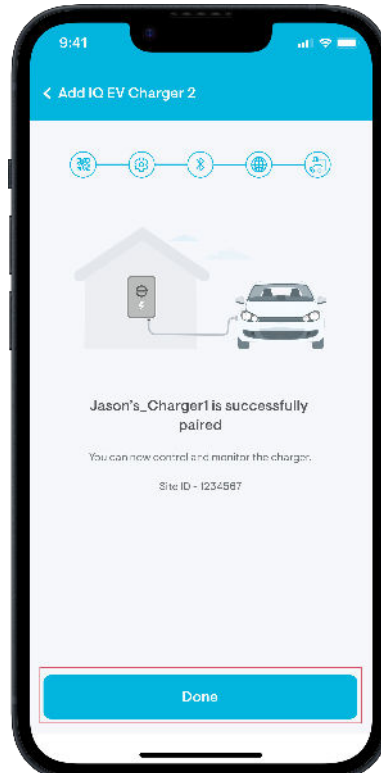 9:41
Add IQ EV Charger 2
Jason's_Charger1 is successfully
paired
You can now control and monitor the charger.
Site ID - 1234567
Done